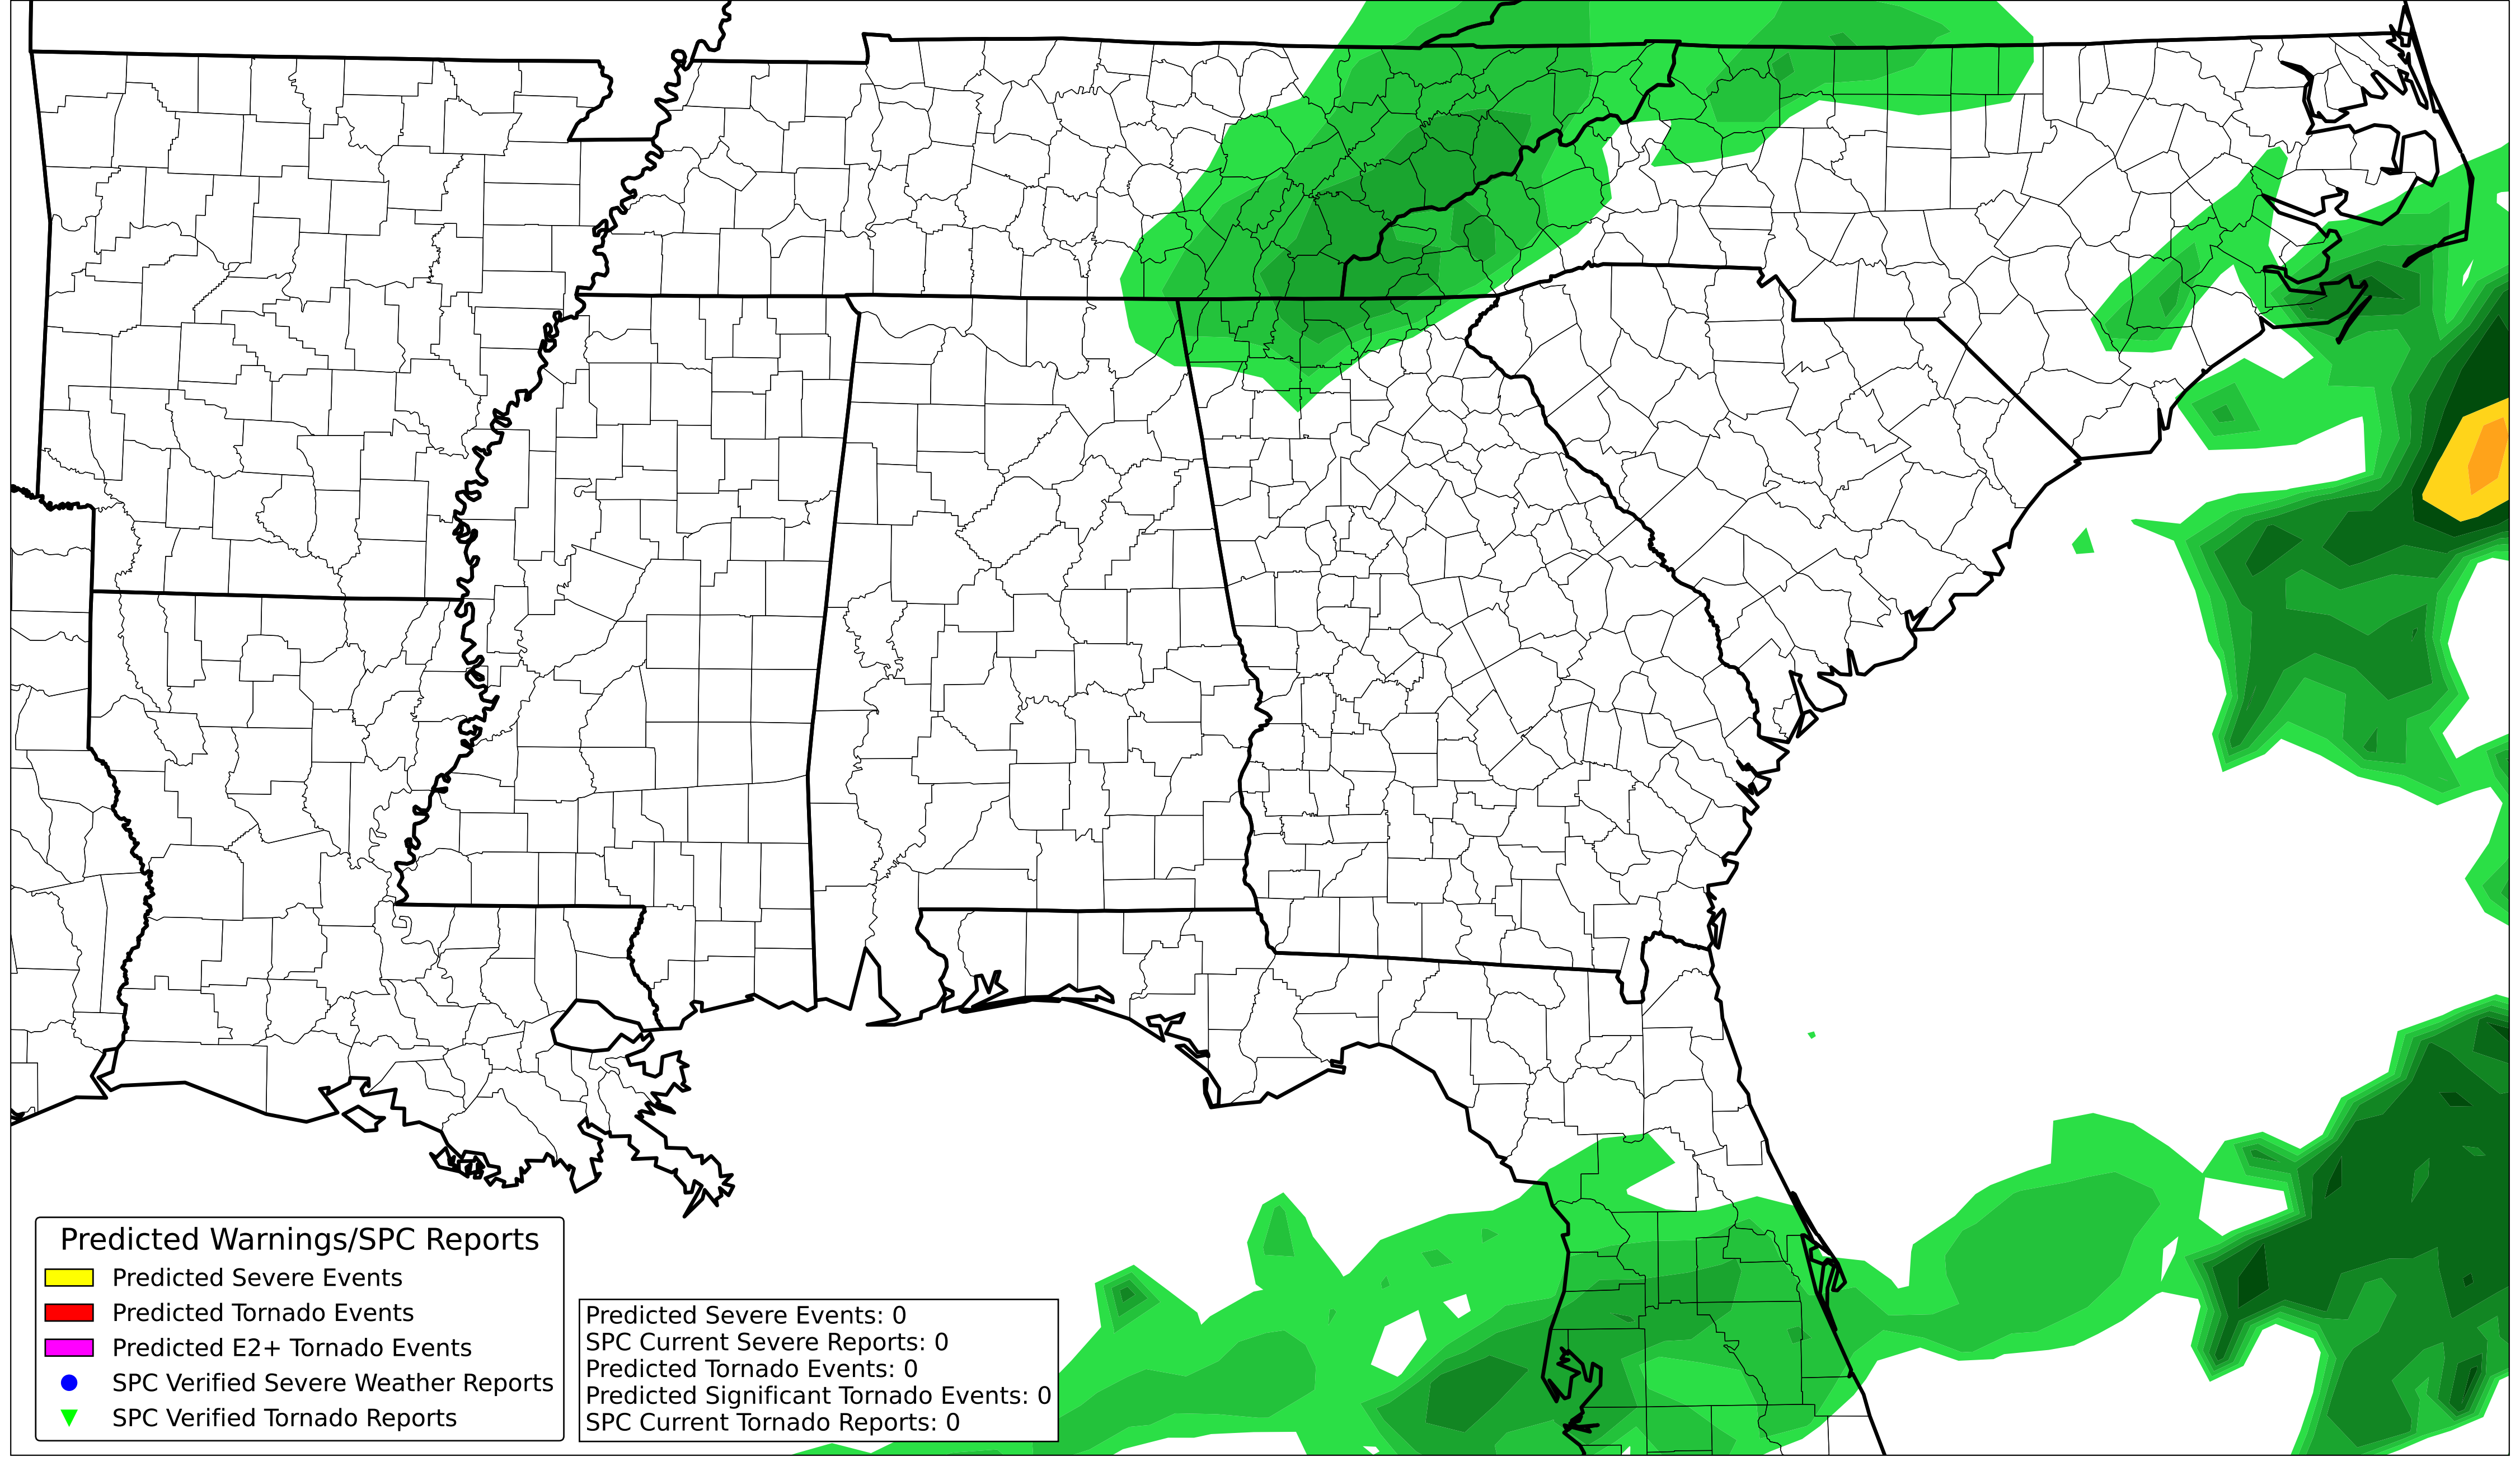 Predicted Warnings/SPC Reports
Predicted Severe Events
Predicted Tornado Events
Predicted E2+ Tornado Events
SPC Verified Severe Weather Reports
SPC Verified Tornado Reports
Predicted Severe Events: 0
SPC Current Severe Reports: 0
Predicted Tornado Events: 0
Predicted Significant Tornado Events: 0
SPC Current Tornado Reports: 0